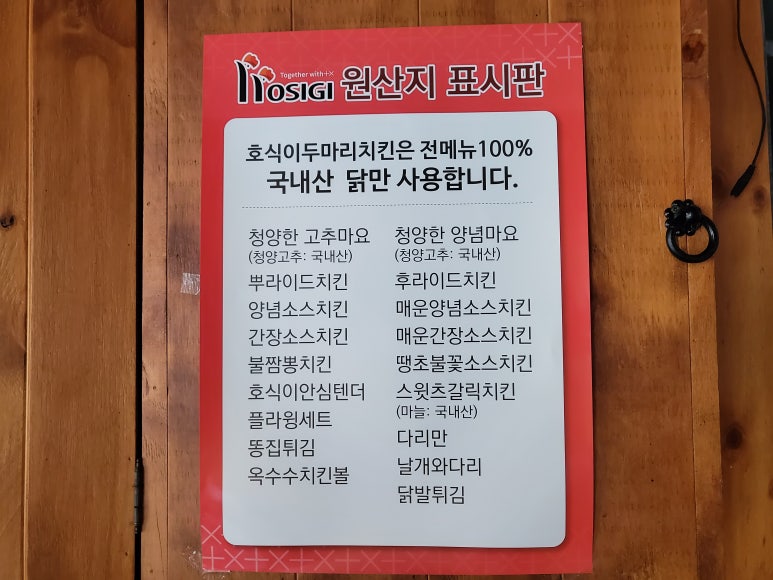 Together with+×
HOSIGI 원산지 표시판
호식이두마리치킨은 전메뉴100%
국내산 닭만 사용합니다.
청양한 고추마요
(청양고추: 국내산)
뿌라이드치킨
양념소스치킨
간장소스치킨
불짬뽕치킨
호식이안심텐더
플라윙세트
똥집튀김
옥수수치킨볼
청양한 양념마요
(청양고추: 국내산)
후라이드치킨
매운양념소스치킨
매운간장소스치킨
땡초불꽃소스치킨
스윗츠갈릭치킨
(마늘: 국내산)
다리만
날개와다리
닭발튀김